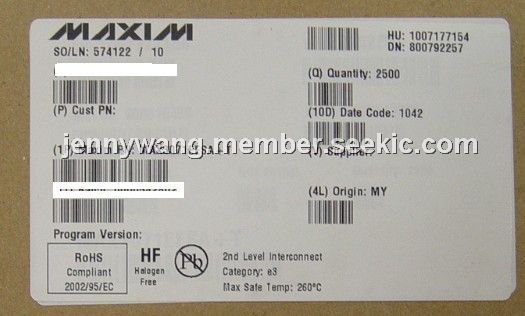 MAXIM
HU: 1007177154
DN: 800792257
SO/LN: 574122 / 10
(Q) Quantity: 2500
(P) Cust PN:
(10D) Date Code: 1042
jennywang.member.seekic.com
(4L) Origin: MY
Program Version:
RoHS
Compliant
2002/95/EC
HF
Halogen
Free
Pb
2nd Level Interconnect
Category: e3
Max Safe Temp: 260°C